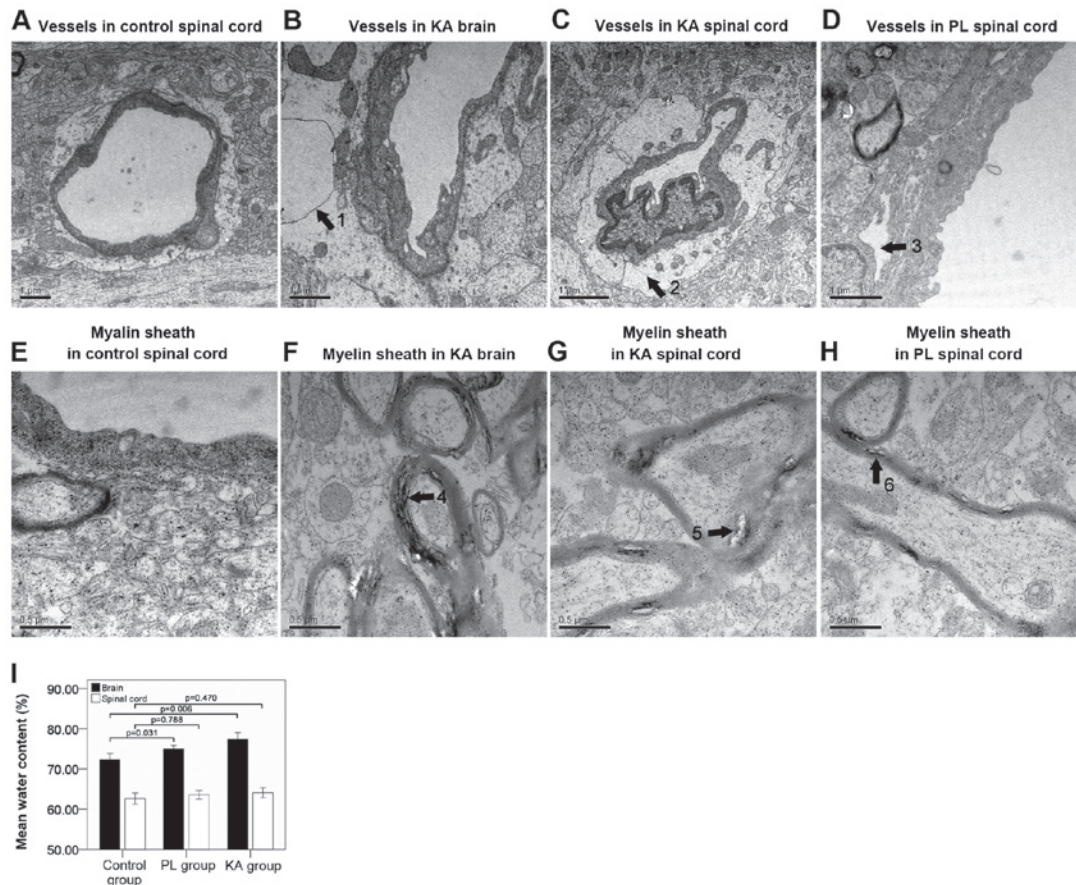 A Vessels in control spinal cord
B Vessels in KA brain
C Vessels in KA spinal cord
D Vessels in PL spinal cord
1
2
3
1 μm
1 μm
1 μm
1 μm
E Myalin sheath
in control spinal cord
F Myelin sheath in KA brain
G Myelin sheath
in KA spinal cord
H Myelin sheath
in PL spinal cord
4
5
6
0.5 μm
0.5 μm
0.5 μm
0.5 μm
I
Mean water content (%)
90.00
80.00
70.00
60.00
50.00
Brain
Spinal cord
p=0.470
p=0.006
p=0.788
p=0.031
Control
group
PL group
KA group